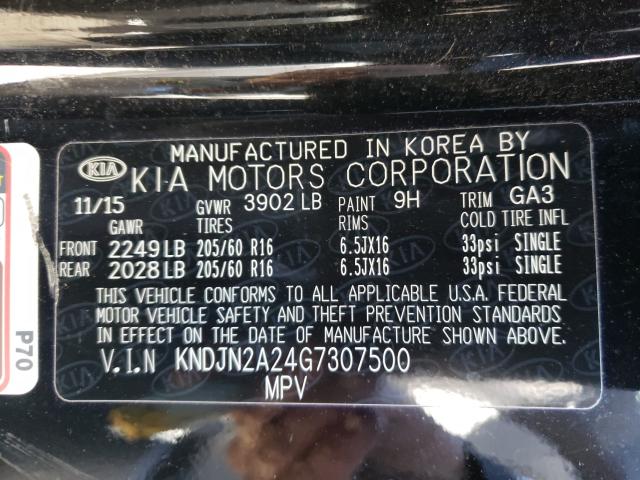 MANUFACTURED IN KOREA BY
KIA KIA MOTORS CORPORATION
11/15 GVWR 3902 LB PAINT 9H TRIM GA3
GAWR TIRES RIMS COLD TIRE INFL
FRONT 2249 LB 205/60 R16 6.5JX16 33psi SINGLE
REAR 2028 LB 205/60 R16 6.5JX16 33psi SINGLE
THIS VEHICLE CONFORMS TO ALL APPLICABLE U.S.A. FEDERAL
MOTOR VEHICLE SAFETY AND THEFT PREVENTION STANDARDS
IN EFFECT ON THE DATE OF MANUFACTURE SHOWN ABOVE.
V.I.N KNDJN2A24G7307500
MPV
P70